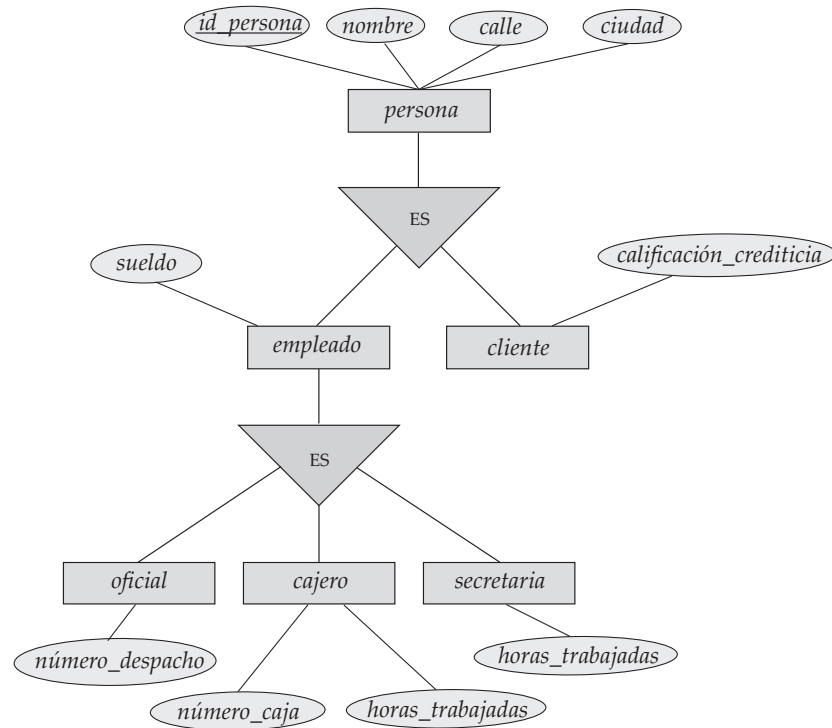 id_persona
nombre
calle
ciudad
persona
ES
sueldo
calificación_crediticia
empleado
cliente
ES
oficial
cajero
secretaria
número_despacho
horas_trabajadas
número_caja
horas_trabajadas